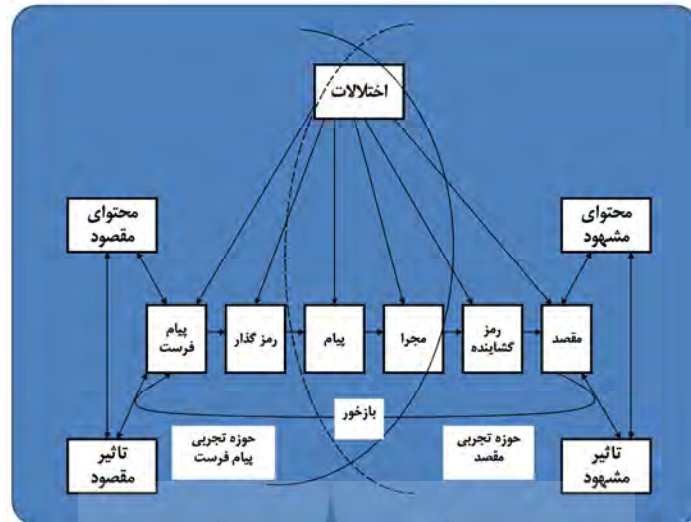 اختلالات
محتوای
مشهود
محتوای
مقصود
پیام
فرست
رمز گذار
پیام
مجرا
رمز
گشاینده
مقصد
بازخور
حوزه تجربی
مقصد
حوزه تجربی
پیام فرست
تاثیر
مشهود
تاثیر
مقصود